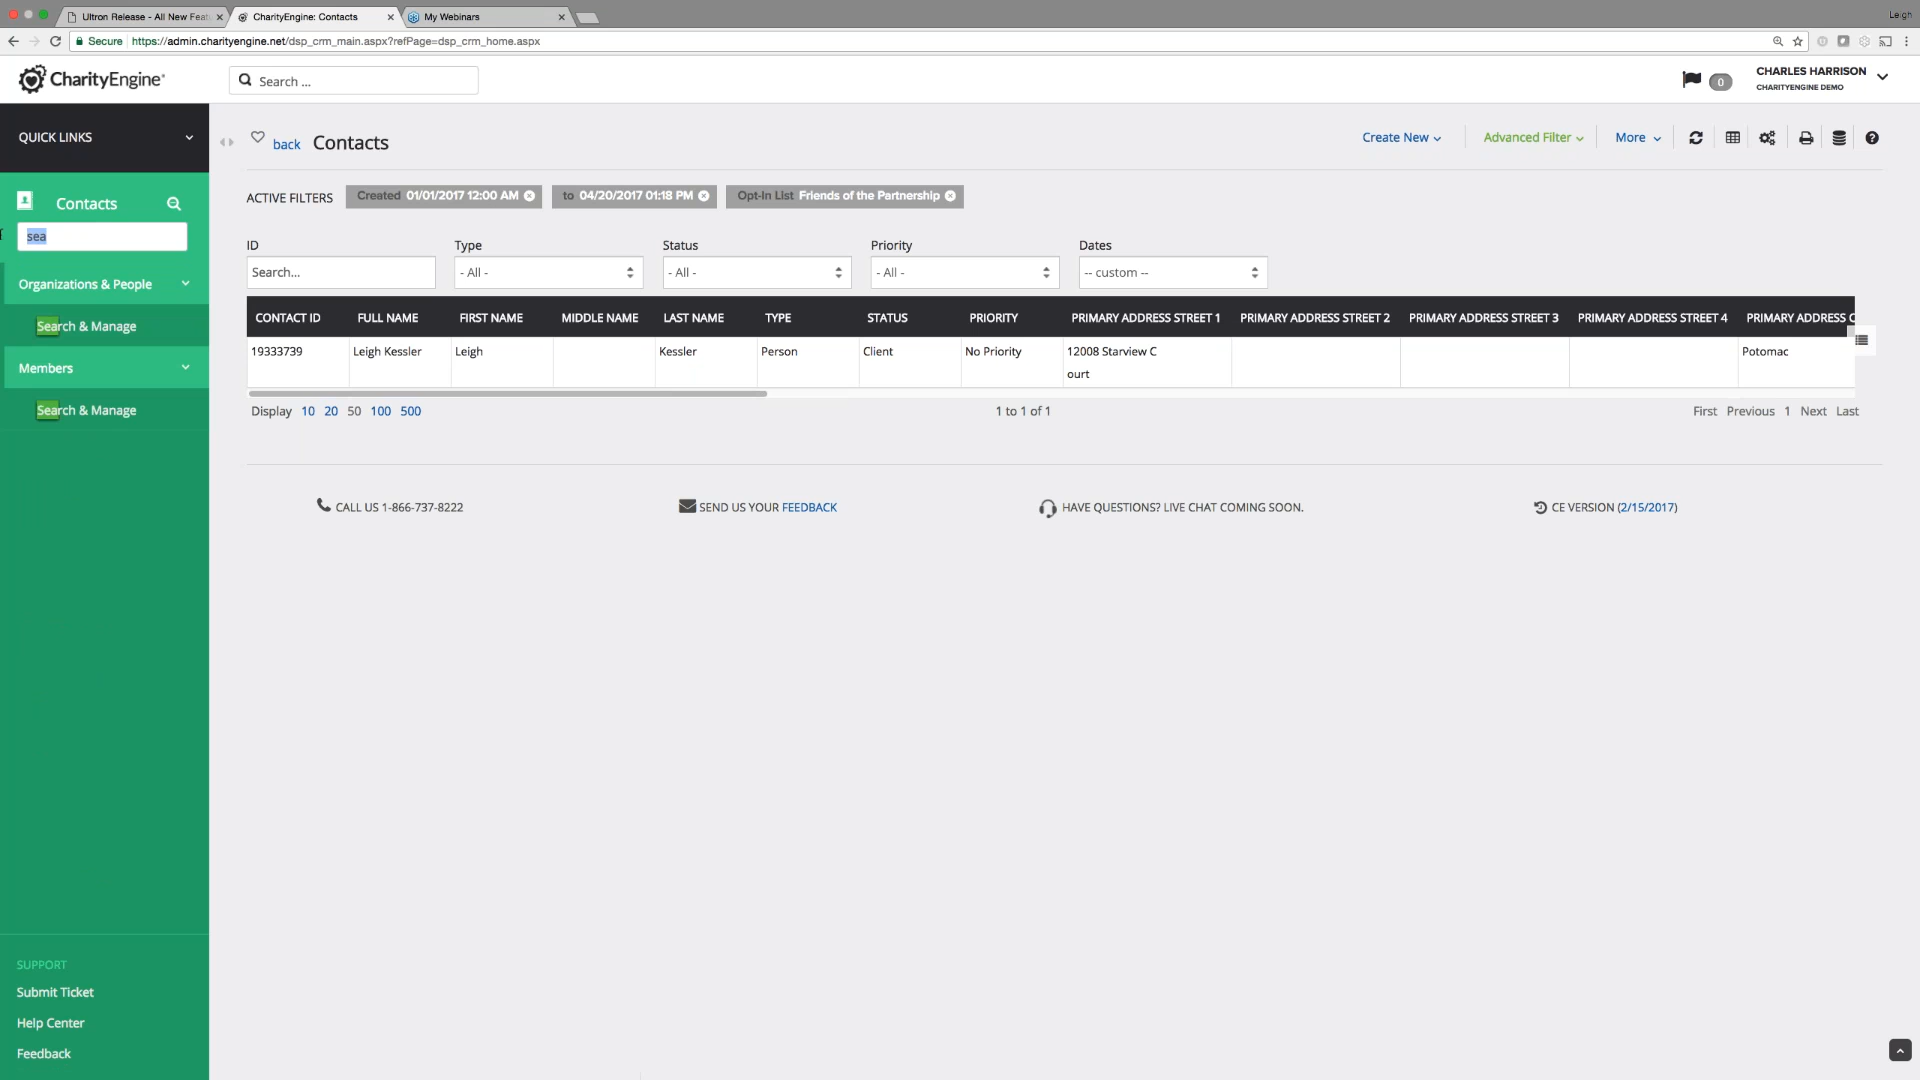 Ultron Release - All New Feat
CharityEngine: Contacts
My Webinars
Leigh
Secure https://admin.charityengine.net/dsp_crm_main.aspx?refPage=dsp_crm_home.aspx
CharityEngine
Search ...
0
CHARLES HARRISON
CHARITYENGINE DEMO
QUICK LINKS
back Contacts
Create New
Advanced Filter
More
Contacts
sea
Organizations & People
Search & Manage
Members
Search & Manage
ACTIVE FILTERS Created 01/01/2017 12:00 AM to 04/20/2017 01:18 PM Opt-In List Friends of the Partnership
ID Type Status Priority Dates
Search... - All - - All - - All - -- custom --
CONTACT ID FULL NAME FIRST NAME MIDDLE NAME LAST NAME TYPE STATUS PRIORITY PRIMARY ADDRESS STREET 1 PRIMARY ADDRESS STREET 2 PRIMARY ADDRESS STREET 3 PRIMARY ADDRESS STREET 4 PRIMARY ADDRESS C
19333739 Leigh Kessler Leigh Kessler Person Client No Priority 12008 Starview C Potomac
ourt
Display 10 20 50 100 500 1 to 1 of 1 First Previous 1 Next Last
CALL US 1-866-737-8222 SEND US YOUR FEEDBACK HAVE QUESTIONS? LIVE CHAT COMING SOON. CE VERSION (2/15/2017)
SUPPORT
Submit Ticket
Help Center
Feedback